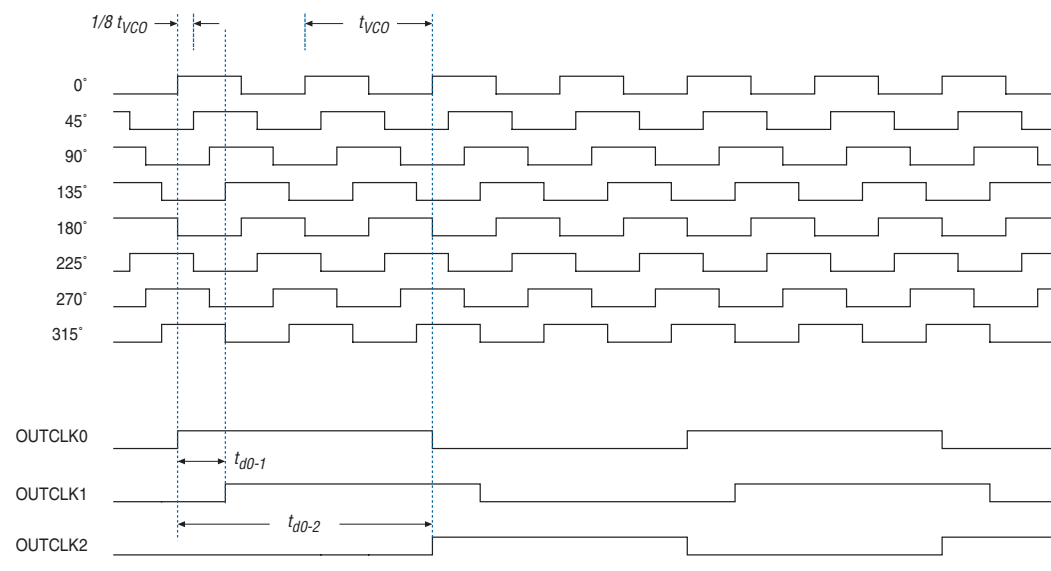 1/8 tVCO
tVCO
0°
45°
90°
135°
180°
225°
270°
315°
OUTCLK0
td0-1
OUTCLK1
td0-2
OUTCLK2